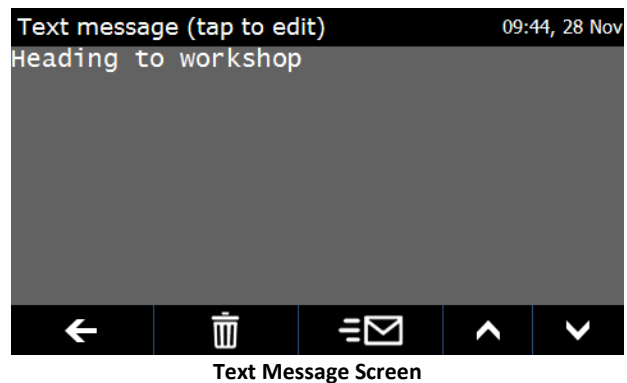 Text message (tap to edit) 09:44, 28 Nov
Heading to workshop
Text Message Screen